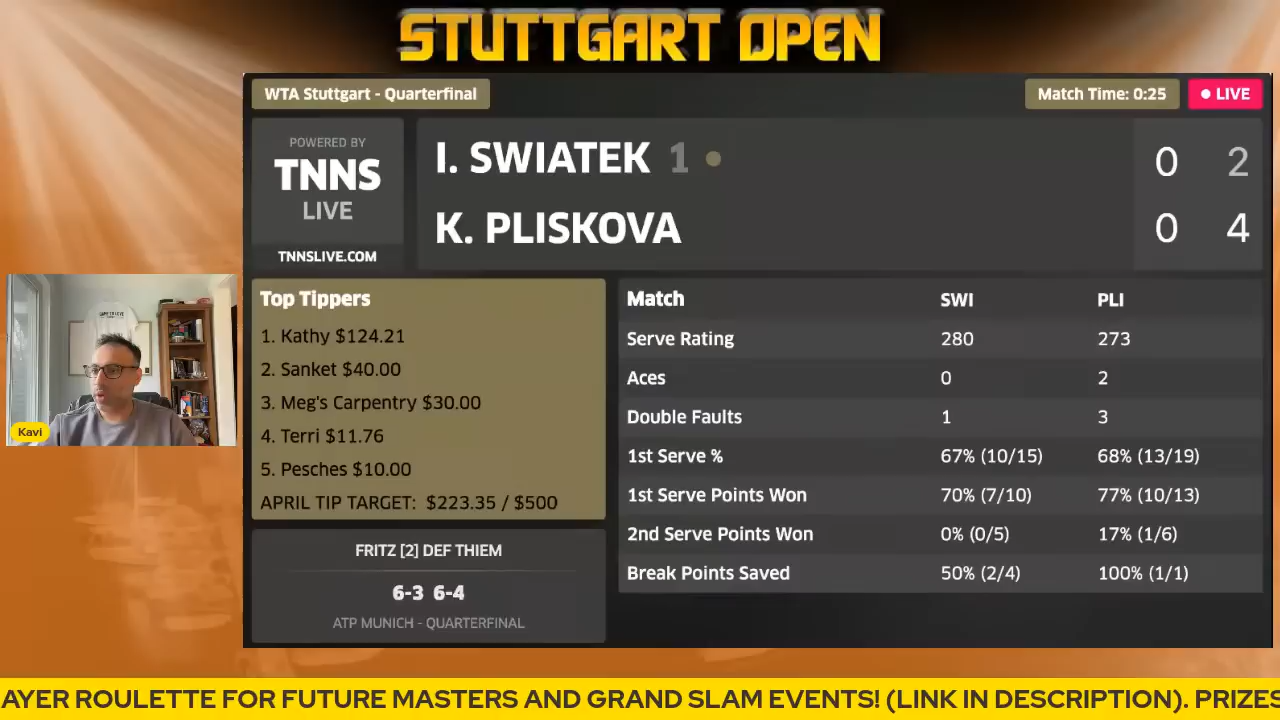 STUTTGART OPEN
WTA Stuttgart - Quarterfinal
Match Time: 0:25
LIVE
POWERED BY
TNNS
LIVE
TNNSLIVE.COM
I. SWIATEK 1 0 2
K. PLISKOVA 0 4
Kavi
Top Tippers
1. Kathy $124.21
2. Sanket $40.00
3. Meg's Carpentry $30.00
4. Terri $11.76
5. Pesches $10.00
APRIL TIP TARGET: $223.35 / $500
FRITZ [2] DEF THIEM
6-3 6-4
ATP MUNICH - QUARTERFINAL
Match SWI PLI
Serve Rating 280 273
Aces 0 2
Double Faults 1 3
1st Serve % 67% (10/15) 68% (13/19)
1st Serve Points Won 70% (7/10) 77% (10/13)
2nd Serve Points Won 0% (0/5) 17% (1/6)
Break Points Saved 50% (2/4) 100% (1/1)
AYER ROULETTE FOR FUTURE MASTERS AND GRAND SLAM EVENTS! (LINK IN DESCRIPTION). PRIZES